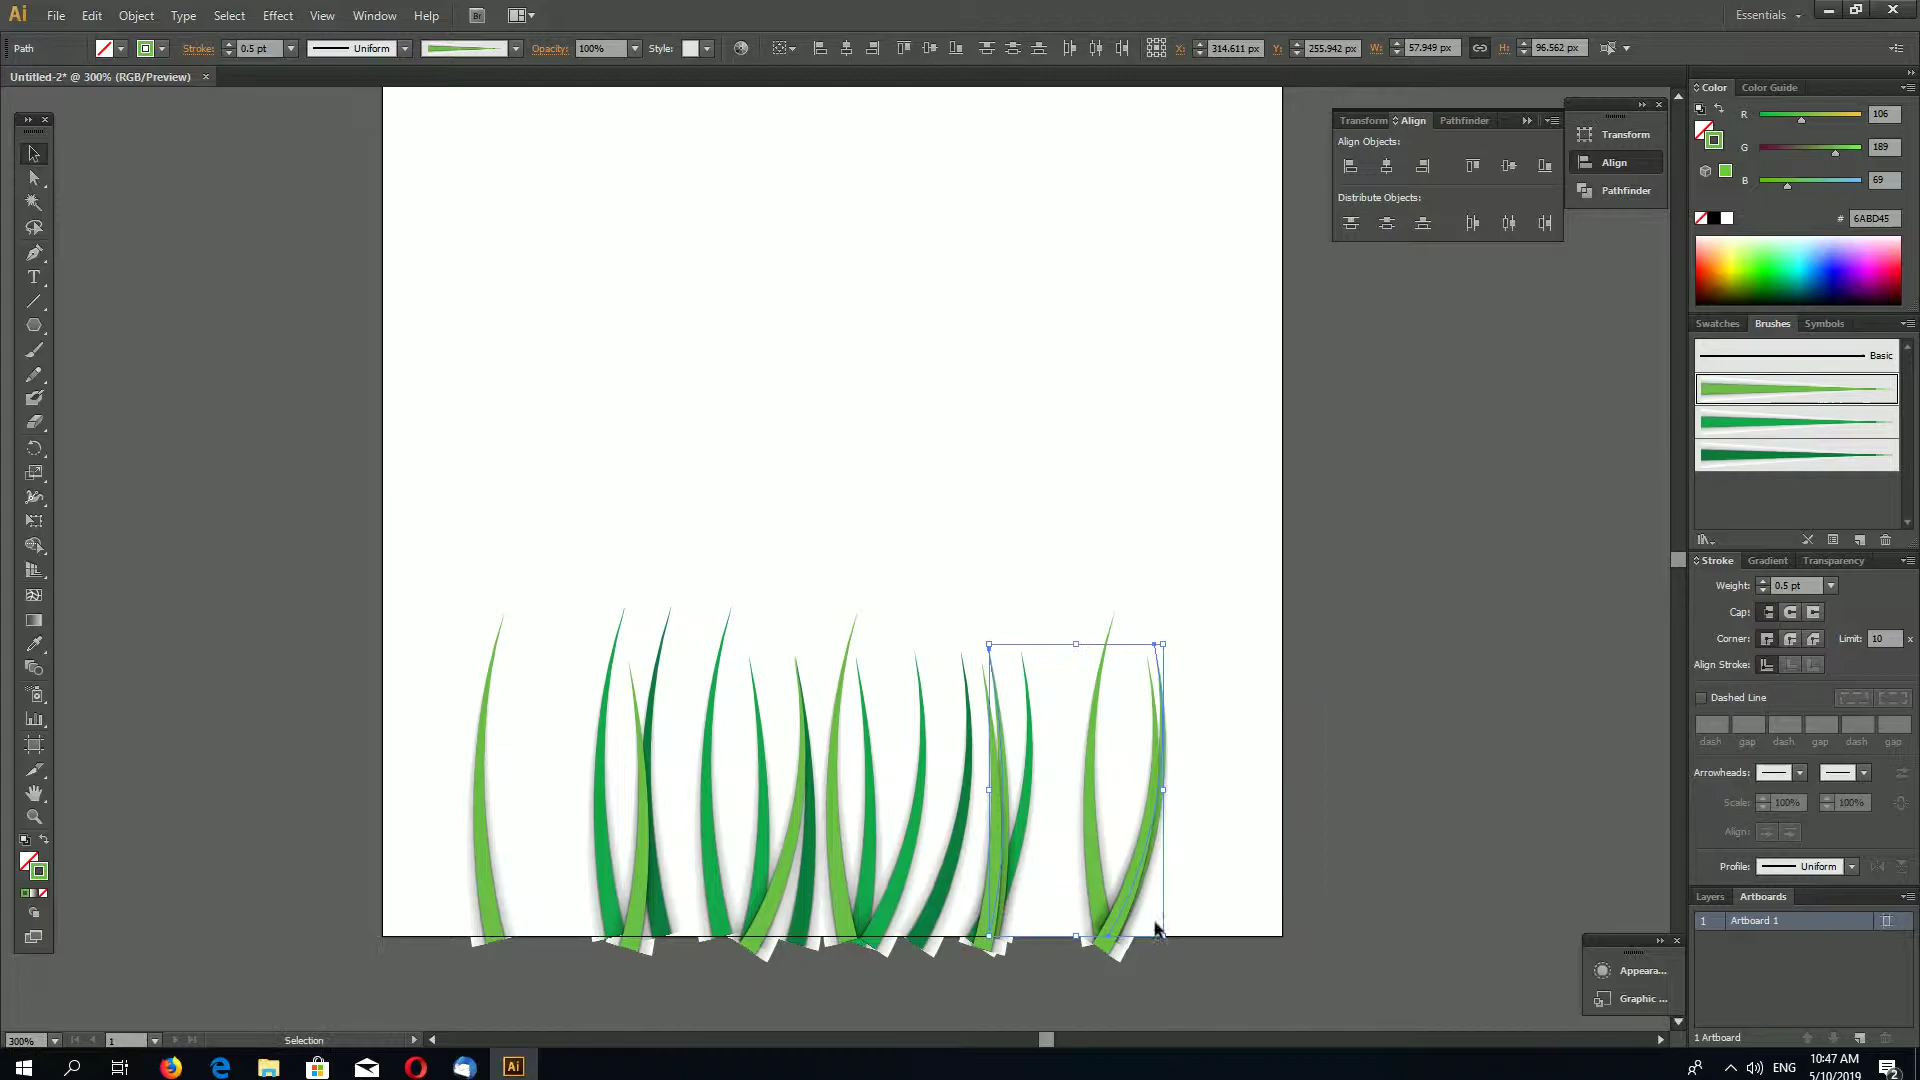 Ai File Edit Object Type Select Effect View Window Help Br Essentials
Path Stroke: 0.5 pt Uniform Opacity: 100% Style: X: 314.611 px Y: 255.942 px W: 57.949 px H: 96.562 px
Untitled-2* @ 300% (RGB/Preview)
Transform Align Pathfinder
Align Objects:
Distribute Objects:
Transform
Align
Pathfinder
Color Color Guide
R 106
G 189
B 69
# 6ABD45
Swatches Brushes Symbols
Basic
Stroke Gradient Transparency
Weight: 0.5 pt
Cap:
Corner: Limit: 10 x
Align Stroke:
Dashed Line
dash gap dash gap dash gap
Arrowheads:
Scale: 100% 100%
Align:
Profile: Uniform
Layers Artboards
1 Artboard 1
Appeara...
Graphic ...
1 Artboard
300% 1 Selection
Ai ENG 10:47 AM
5/10/2019 2